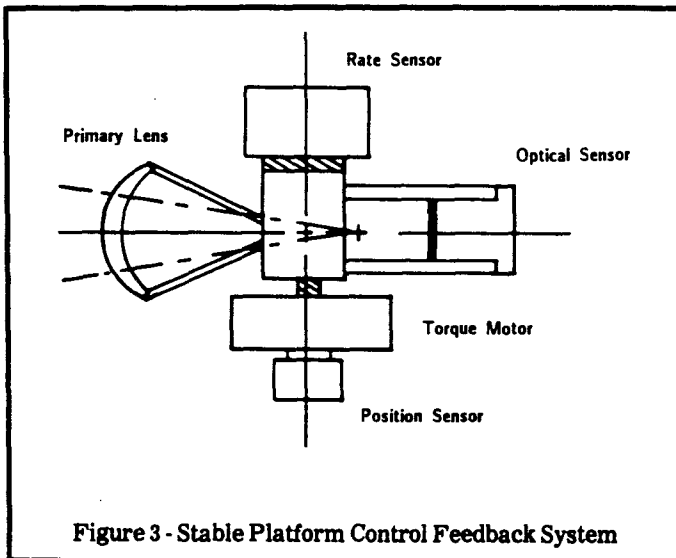 Rate Sensor
Primary Lens
Optical Sensor
Torque Motor
Position Sensor
Figure 3 - Stable Platform Control Feedback System